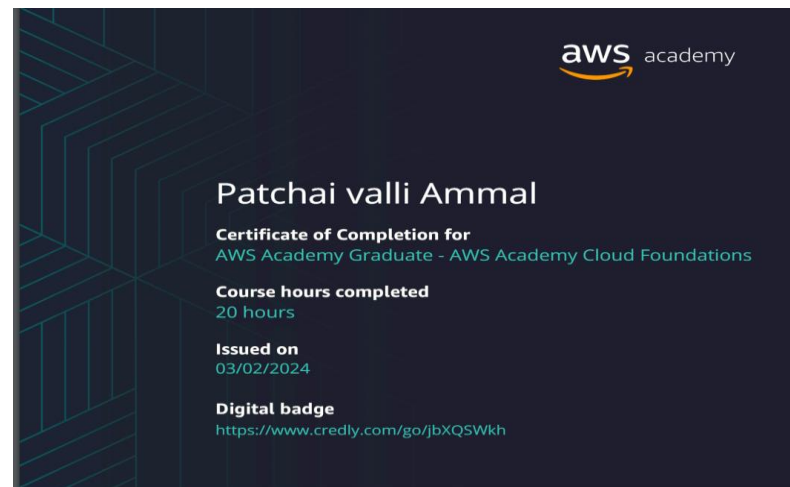 aws academy
Patchai valli Ammal
Certificate of Completion for
AWS Academy Graduate - AWS Academy Cloud Foundations
Course hours completed
20 hours
Issued on
03/02/2024
Digital badge
https://www.credly.com/go/jbXQSWkh